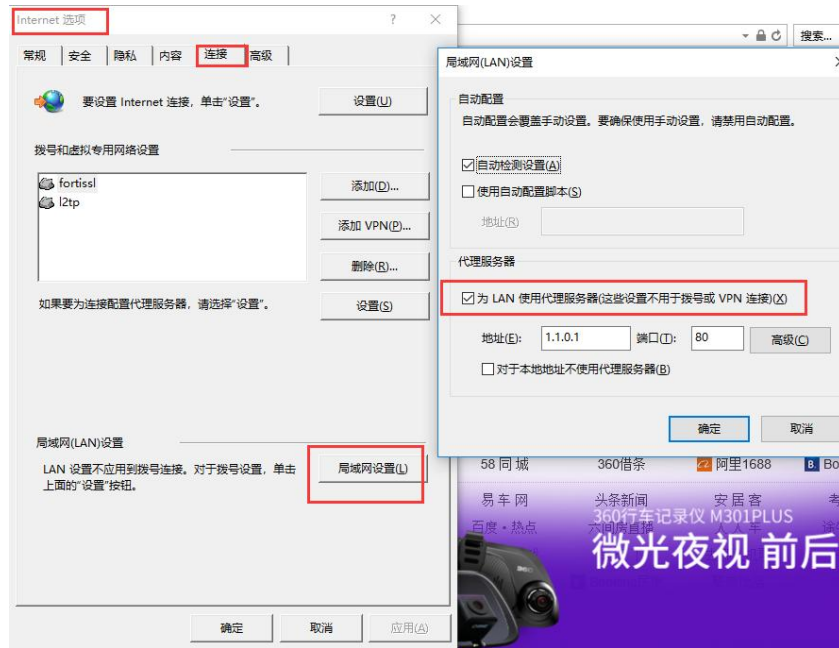 Internet 选项
常规 安全 隐私 内容 连接 高级
要设置 Internet 连接，单击“设置”。
设置(U)
拨号和虚拟专用网络设置
fortissl
l2tp
添加(D)...
添加 VPN(P)...
删除(R)...
如果要为连接配置代理服务器，请选择“设置”。
设置(S)
局域网(LAN)设置
LAN 设置不应用到拨号连接。对于拨号设置，单击
上面的“设置”按钮。
局域网设置(L)
确定 取消 应用(A)
搜索...
局域网(LAN)设置
自动配置
自动配置会覆盖手动设置。要确保使用手动设置，请禁用自动配置。
自动检测设置(A)
使用自动配置脚本(S)
地址(R)
代理服务器
为 LAN 使用代理服务器(这些设置不用于拨号或 VPN 连接)(X)
地址(E): 1.1.0.1 端口(T): 80 高级(C)
对于本地地址不使用代理服务器(B)
确定 取消
58同城 360借条 阿里1688 B. Bo
易车网 头条新闻 安居客 考
百度·热点 六间房直播 人人车
360行车记录仪 M301PLUS
微光夜视 前后